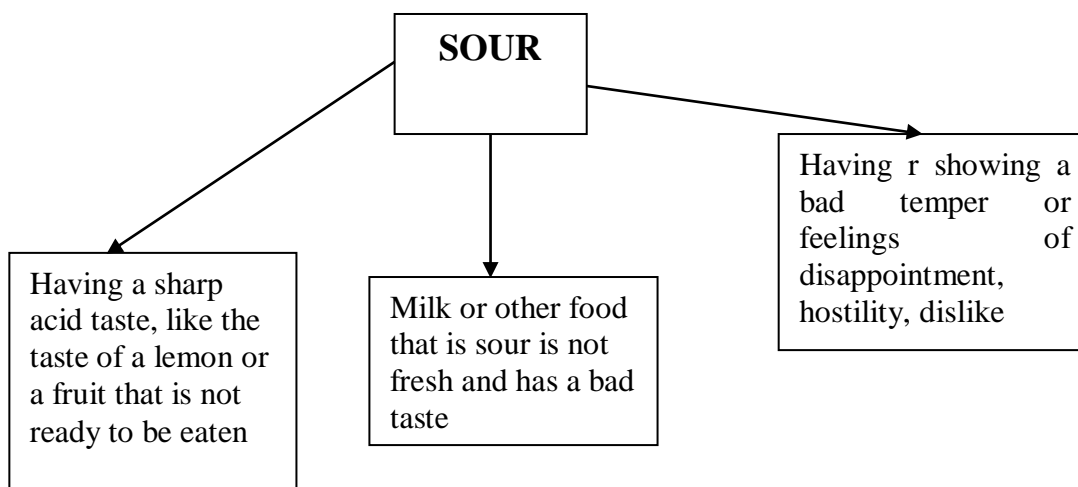 SOUR
Having a sharp
acid taste, like the
taste of a lemon or
a fruit that is not
ready to be eaten
Milk or other food
that is sour is not
fresh and has a bad
taste
Having r showing a
bad temper or
feelings of
disappointment,
hostility, dislike